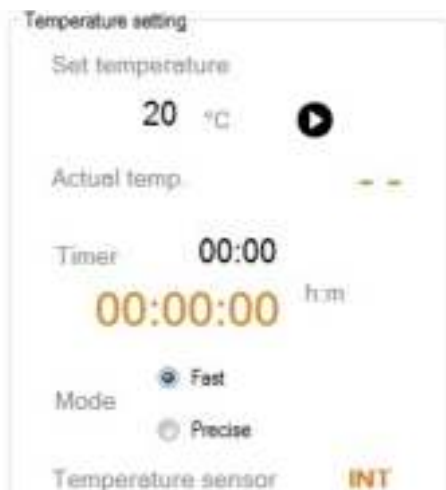 Temperature setting
Set temperature
20 °C
Actual temp. - -
Timer 00:00
00:00:00 h:m
Fast
Mode
Precise
Temperature sensor INT